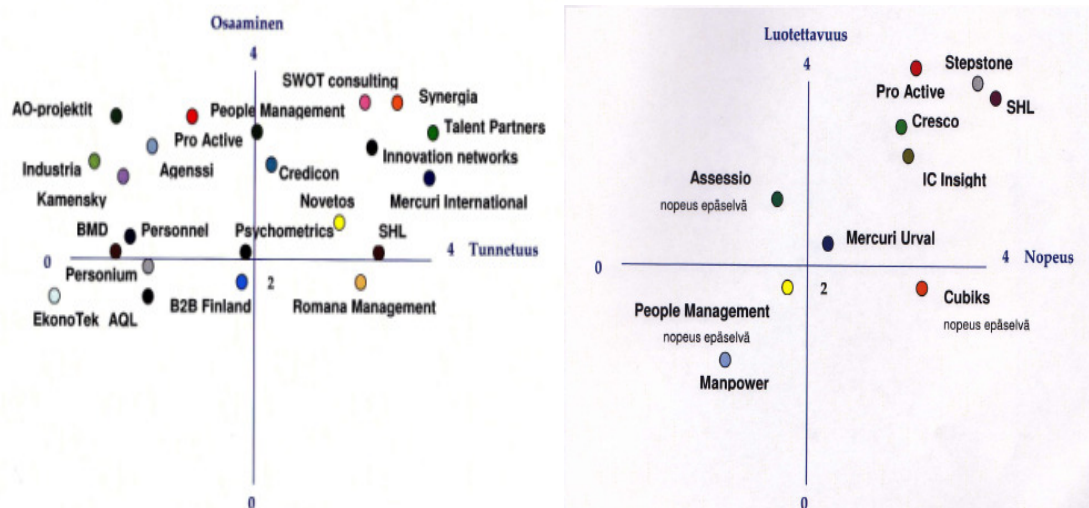 Osaaminen
4
SWOT consulting
Synergia
AO-projektit
People Management
Pro Active
Talent Partners
Innovation networks
Industria
Agenssi
Credicon
Kamensky
Novetos
Mercuri International
BMD
Personnel
Psychometrics
SHL
0
4 Tunnetuus
Personium
2
B2B Finland
Romana Management
EkonoTek
AQL
0
Luotettavuus
4
Stepstone
Pro Active
SHL
Cresco
IC Insight
Assessio
nopeus epäselvä
Mercuri Urval
0
4 Nopeus
2
People Management
nopeus epäselvä
Cubiks
nopeus epäselvä
Manpower
0